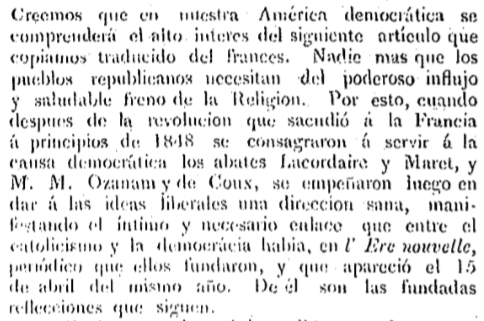 Creemos que en nuestra América democrática se
comprenderá el alto interes del siguiente artículo que
copiamos traducido del frances. Nadie mas que los
pueblos republicanos necesitan del poderoso influjo
y saludable freno de la Religion. Por esto, cuando
despues de la revolucion que sacudió á la Francia
á principios de 1848 se consagraron á servir á la
causa democrática los abates Lacordaire y Maret, y
M. M. Ozanam y de Coux, se empeñaron luego en
dar á las ideas liberales una direccion sana, mani-
festando el íntimo y necesario enlace que entre el
catolicismo y la democrácia habia, en l' Ere nouvelle,
periódico que ellos fundaron, y que apareció el 15
de abril del mismo año. De él son las fundadas
reflecciones que siguen.